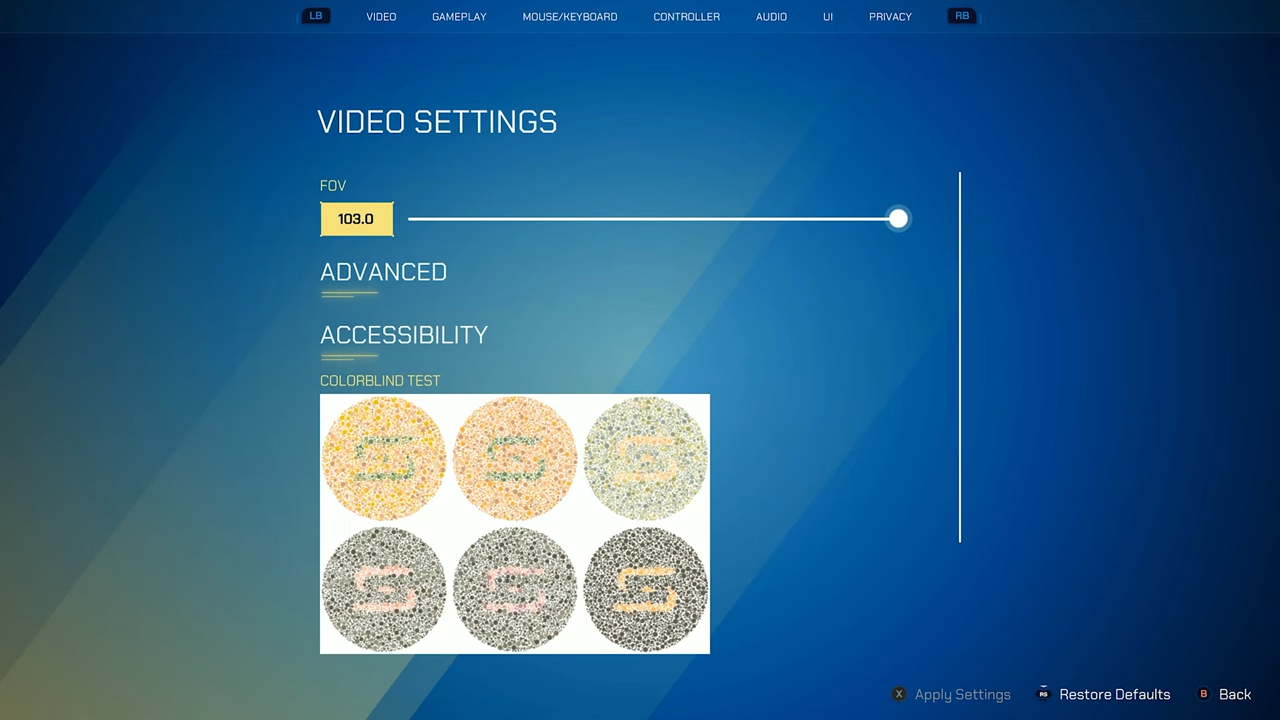 LB VIDEO GAMEPLAY MOUSE/KEYBOARD CONTROLLER AUDIO UI PRIVACY RB
VIDEO SETTINGS
FOV
103.0
ADVANCED
ACCESSIBILITY
COLORBLIND TEST
X Apply Settings RS Restore Defaults B Back